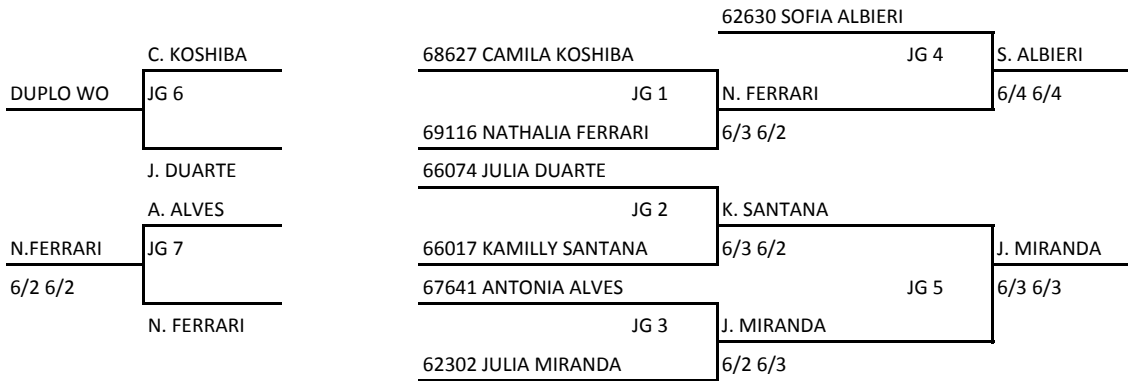 62630 SOFIA ALBIERI
C. KOSHIBA 68627 CAMILA KOSHIBA JG 4 S. ALBIERI
DUPLO WO JG 6 JG 1 N. FERRARI 6/4 6/4
69116 NATHALIA FERRARI 6/3 6/2
J. DUARTE 66074 JULIA DUARTE
A. ALVES JG 2 K. SANTANA
N.FERRARI JG 7 66017 KAMILLY SANTANA 6/3 6/2 J. MIRANDA
6/2 6/2 67641 ANTONIA ALVES JG 5 6/3 6/3
N. FERRARI JG 3 J. MIRANDA
62302 JULIA MIRANDA 6/2 6/3